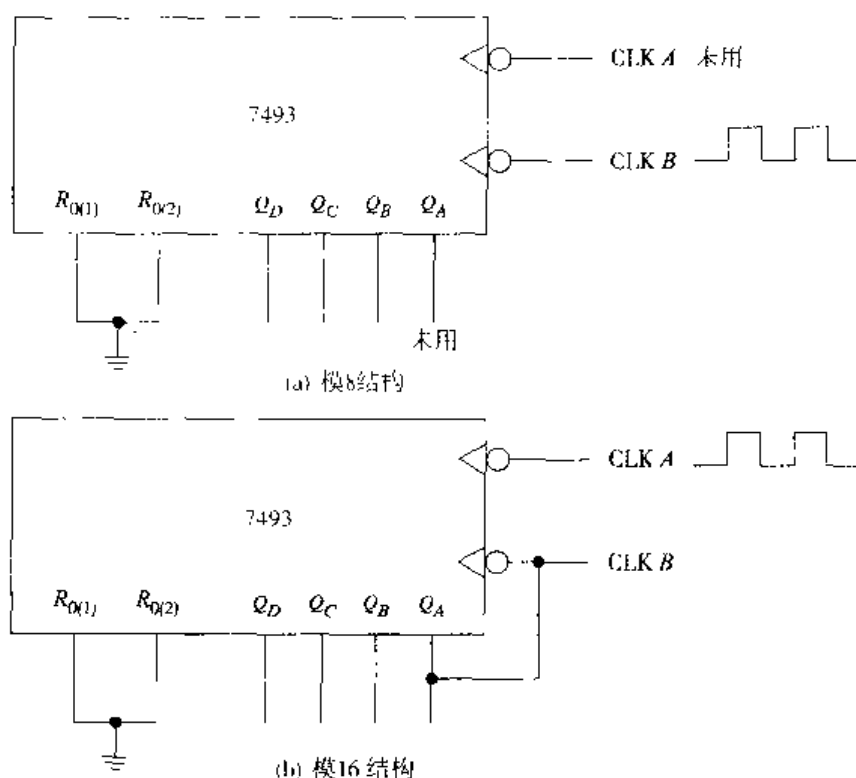 CLK A 未用
7493
CLK B
R0(1) R0(2) QD QC QB QA
未用
(a) 模8结构
CLK A
7493
CLK B
R0(1) R0(2) QD QC QB QA
(b) 模16结构